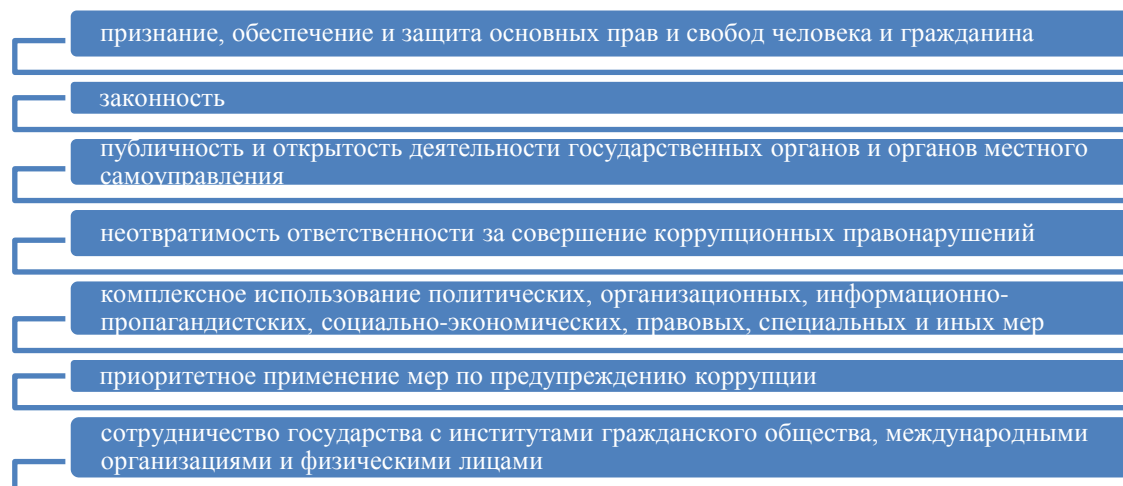 признание, обеспечение и защита основных прав и свобод человека и гражданина
законность
публичность и открытость деятельности государственных органов и органов местного
самоуправления
неотвратимость ответственности за совершение коррупционных правонарушений
комплексное использование политических, организационных, информационно-
пропагандистских, социально-экономических, правовых, специальных и иных мер
приоритетное применение мер по предупреждению коррупции
сотрудничество государства с институтами гражданского общества, международными
организациями и физическими лицами